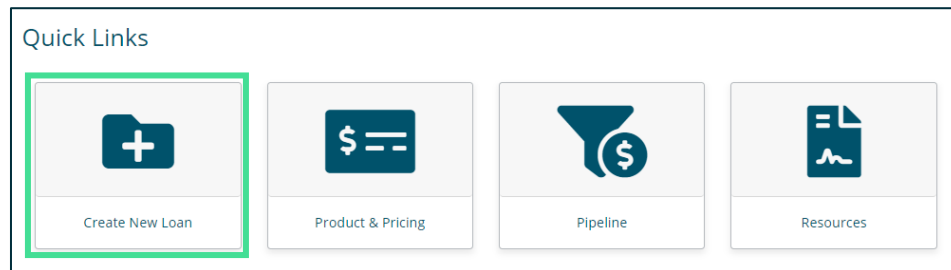 Quick Links
Create New Loan
Product & Pricing
Pipeline
Resources